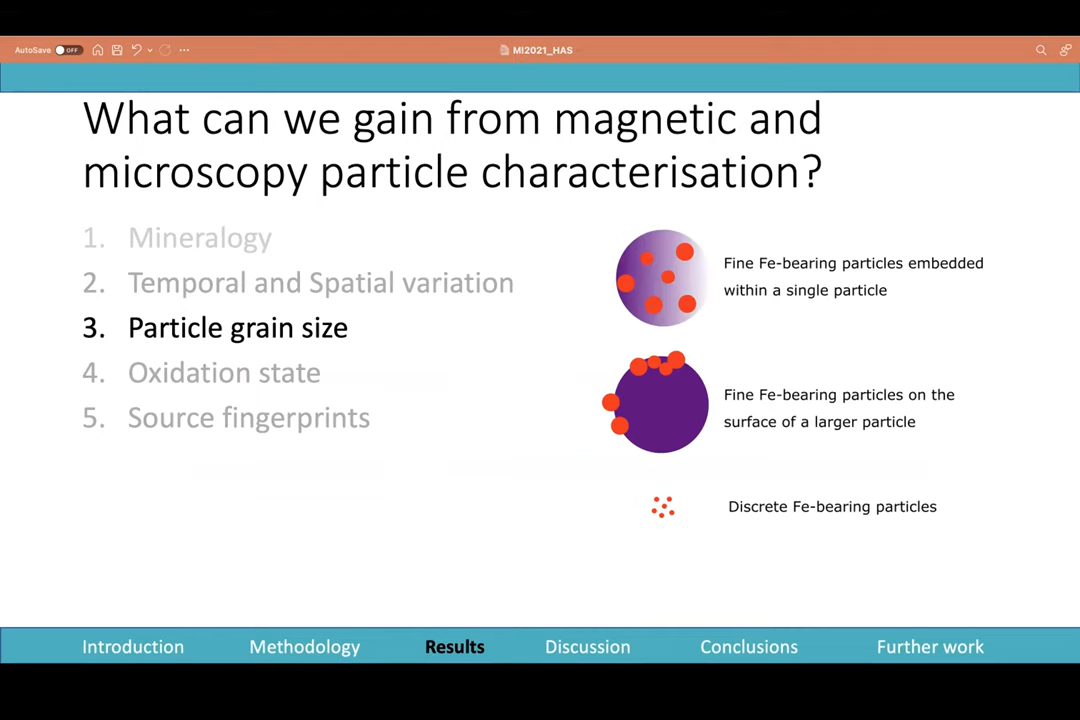 AutoSave OFF
MI2021_HAS
What can we gain from magnetic and
microscopy particle characterisation?
1. Mineralogy
2. Temporal and Spatial variation
3. Particle grain size
4. Oxidation state
5. Source fingerprints
Fine Fe-bearing particles embedded
within a single particle
Fine Fe-bearing particles on the
surface of a larger particle
Discrete Fe-bearing particles
Introduction Methodology Results Discussion Conclusions Further work